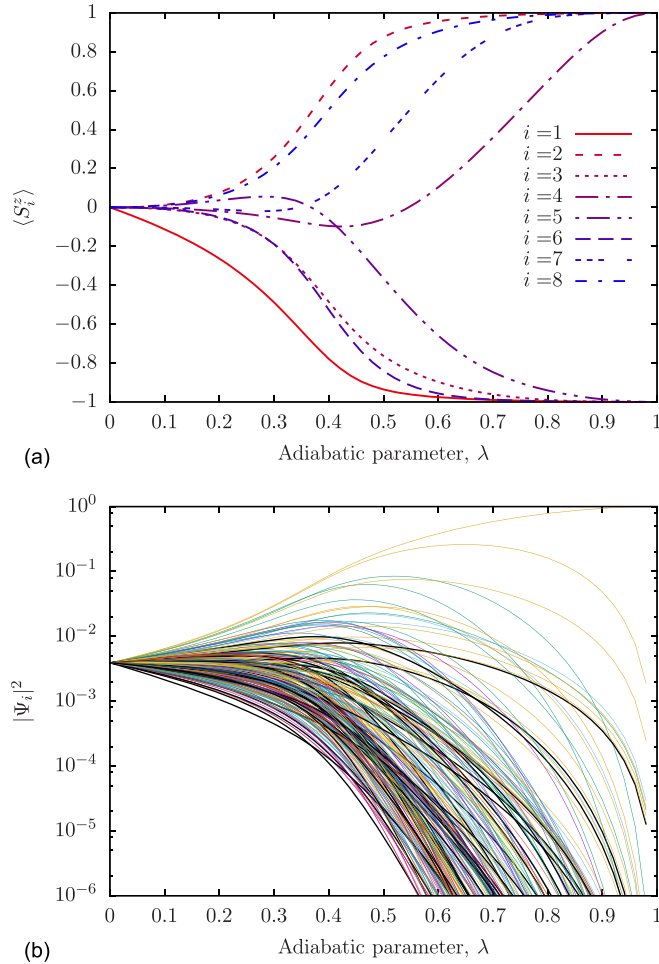 1
0.8
0.6
0.4
0.2
0
−0.2
−0.4
−0.6
−0.8
−1
⟨S_i^z⟩
i =1
i =2
i =3
i =4
i =5
i =6
i =7
i =8
0 0.1 0.2 0.3 0.4 0.5 0.6 0.7 0.8 0.9 1
(a)
Adiabatic parameter, λ
10^0
10^−1
10^−2
10^−3
10^−4
10^−5
10^−6
|Ψ_i|^2
0 0.1 0.2 0.3 0.4 0.5 0.6 0.7 0.8 0.9 1
(b)
Adiabatic parameter, λ